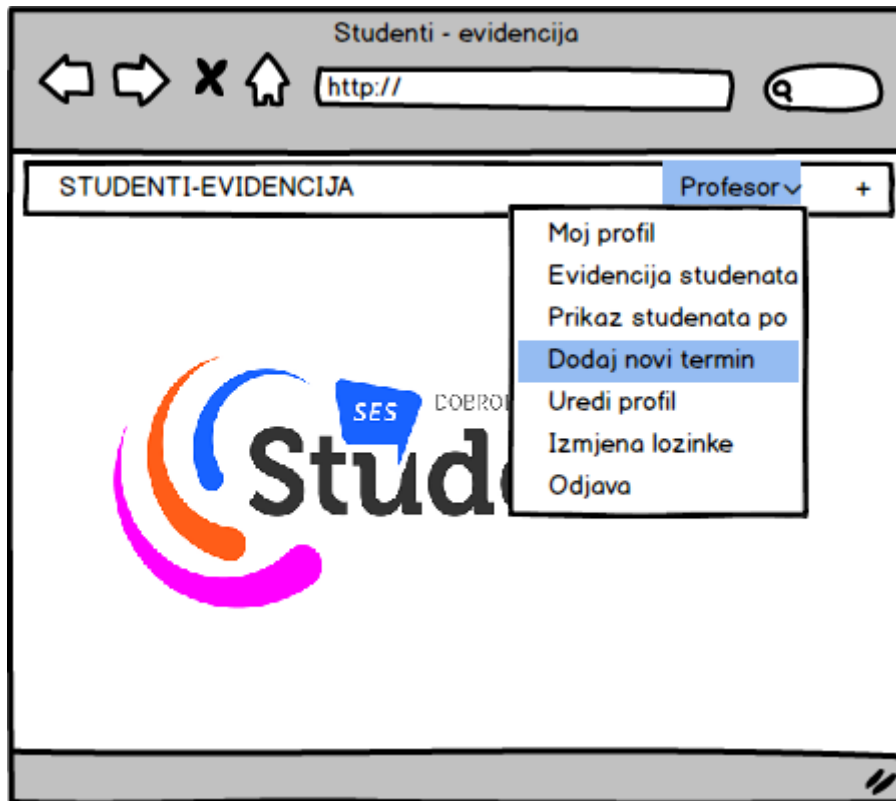 Studenti - evidencija
http://
STUDENTI-EVIDENCIJA
Profesor
+
Moj profil
Evidencija studenata
Prikaz studenata po
Dodaj novi termin
Uredi profil
Izmjena lozinke
Odjava
SES